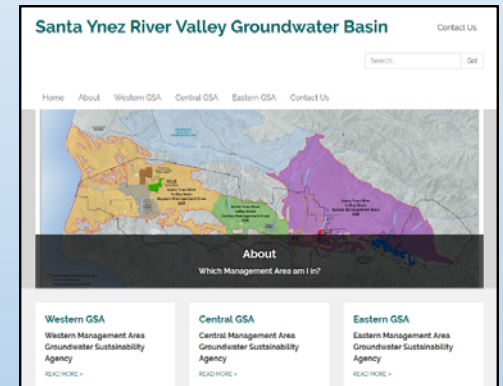 Santa Ynez River Valley Groundwater Basin
Contact Us
Search
Go!
Home About Western GSA Central GSA Eastern GSA Contact Us
About
Which Management Area am I in?
Western GSA
Western Management Area
Groundwater Sustainability
Agency
READ MORE »
Central GSA
Central Management Area
Groundwater Sustainability
Agency
READ MORE »
Eastern GSA
Eastern Management Area
Groundwater Sustainability
Agency
READ MORE »